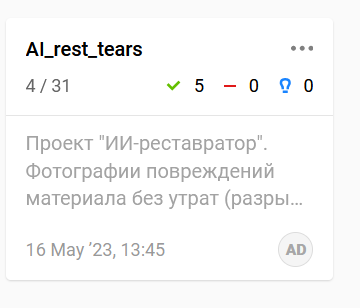 AI_rest_tears
4 / 31 5 0 0
Проект "ИИ-реставратор".
Фотографии повреждений
материала без утрат (разры...
16 May ’23, 13:45 AD